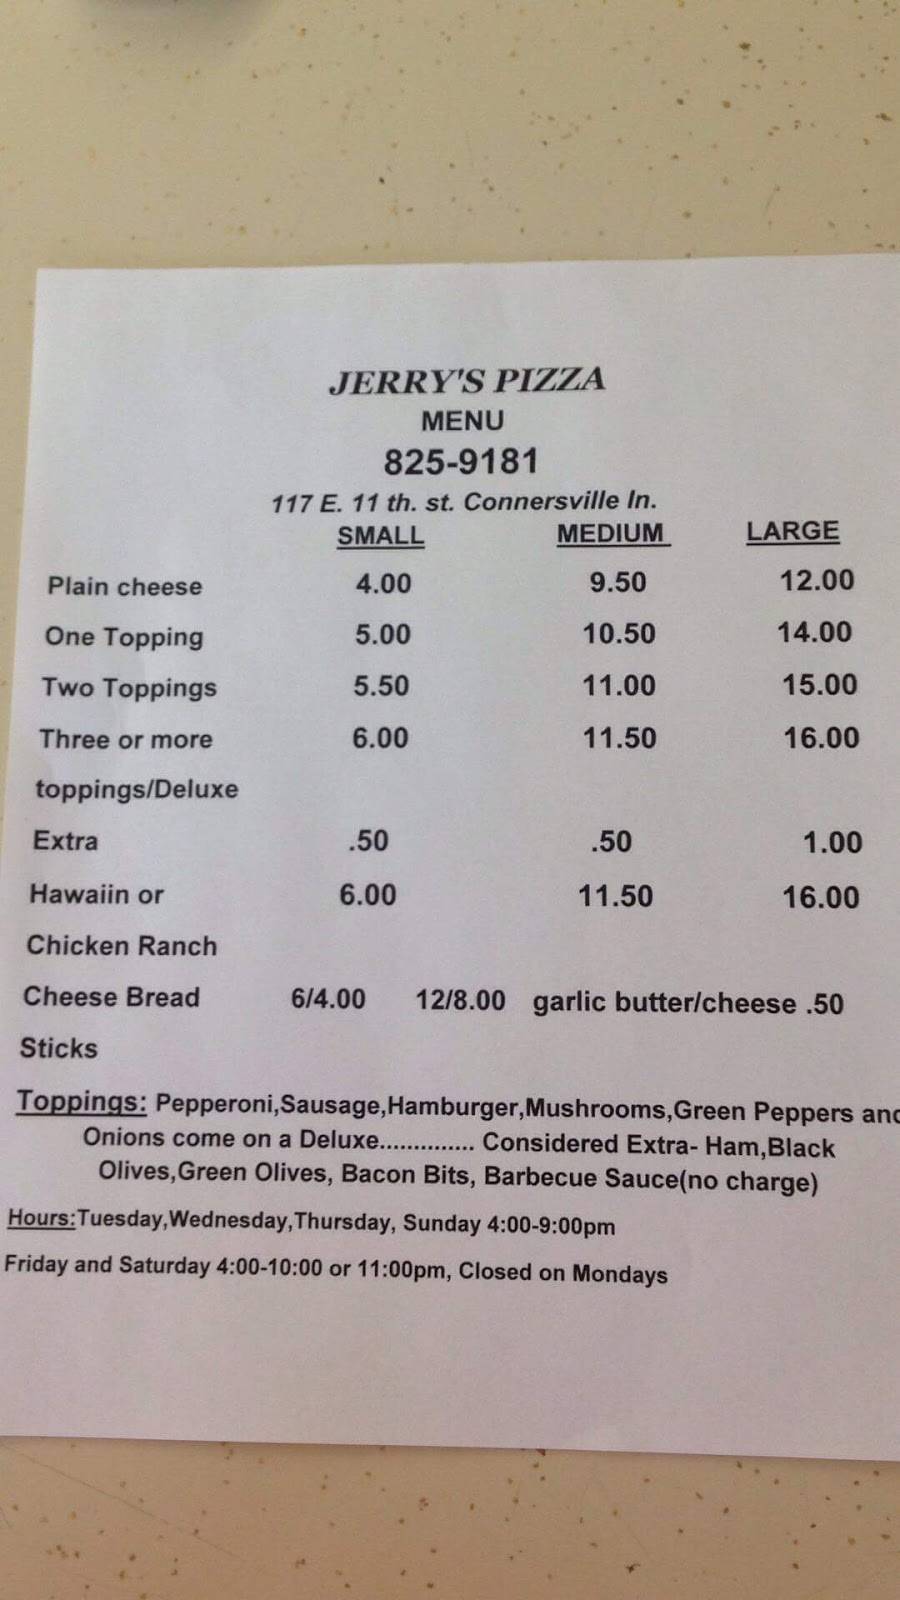 JERRY'S PIZZA
MENU
825-9181
117 E. 11 th. st. Connersville In.
SMALL MEDIUM LARGE
Plain cheese 4.00 9.50 12.00
One Topping 5.00 10.50 14.00
Two Toppings 5.50 11.00 15.00
Three or more 6.00 11.50 16.00
toppings/Deluxe
Extra .50 .50 1.00
Hawaiin or 6.00 11.50 16.00
Chicken Ranch
Cheese Bread 6/4.00 12/8.00 garlic butter/cheese .50
Sticks
Toppings: Pepperoni,Sausage,Hamburger,Mushrooms,Green Peppers and
Onions come on a Deluxe.............. Considered Extra- Ham,Black
Olives,Green Olives, Bacon Bits, Barbecue Sauce(no charge)
Hours:Tuesday,Wednesday,Thursday, Sunday 4:00-9:00pm
Friday and Saturday 4:00-10:00 or 11:00pm, Closed on Mondays